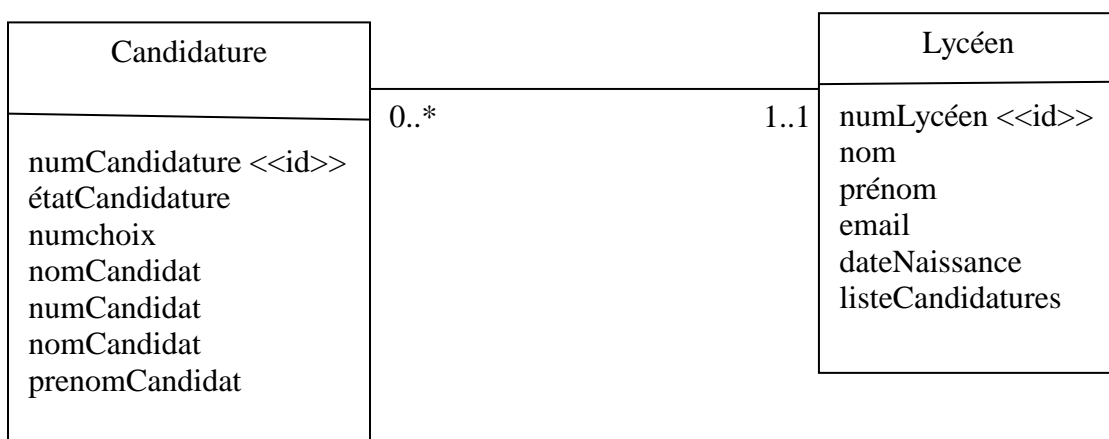 Candidature
numCandidature <<id>>
étatCandidature
numchoix
nomCandidat
numCandidat
nomCandidat
prenomCandidat
0..*
1..1
Lycéen
numLycéen <<id>>
nom
prénom
email
dateNaissance
listeCandidatures